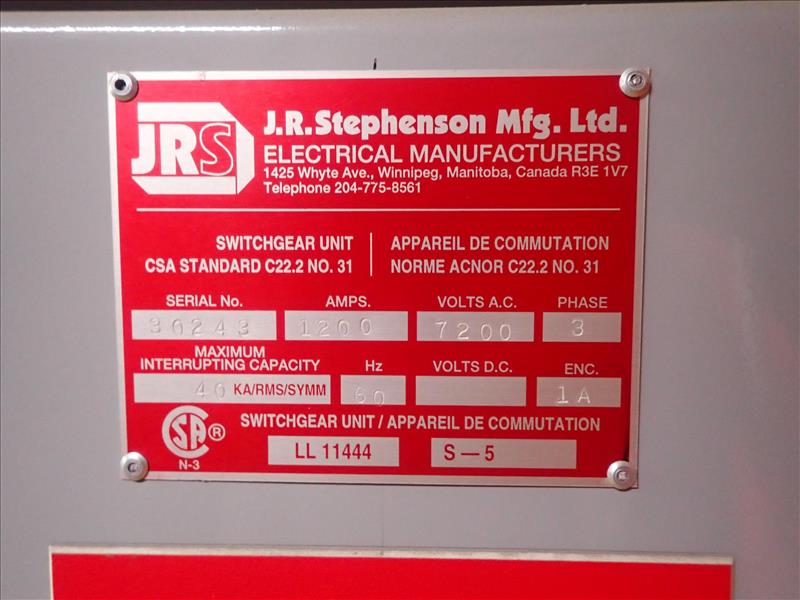 JRS
J.R.Stephenson Mfg. Ltd.
ELECTRICAL MANUFACTURERS
1425 Whyte Ave., Winnipeg, Manitoba, Canada R3E 1V7
Telephone 204-775-8561
SWITCHGEAR UNIT | APPAREIL DE COMMUTATION
CSA STANDARD C22.2 NO. 31 | NORME ACNOR C22.2 NO. 31
SERIAL No. AMPS. VOLTS A.C. PHASE
30243 1200 7200 3
MAXIMUM
INTERRUPTING CAPACITY Hz VOLTS D.C. ENC.
40 KA/RMS/SYMM 60 1A
SWITCHGEAR UNIT / APPAREIL DE COMMUTATION
CSA ®
N-3
LL 11444 S — 5